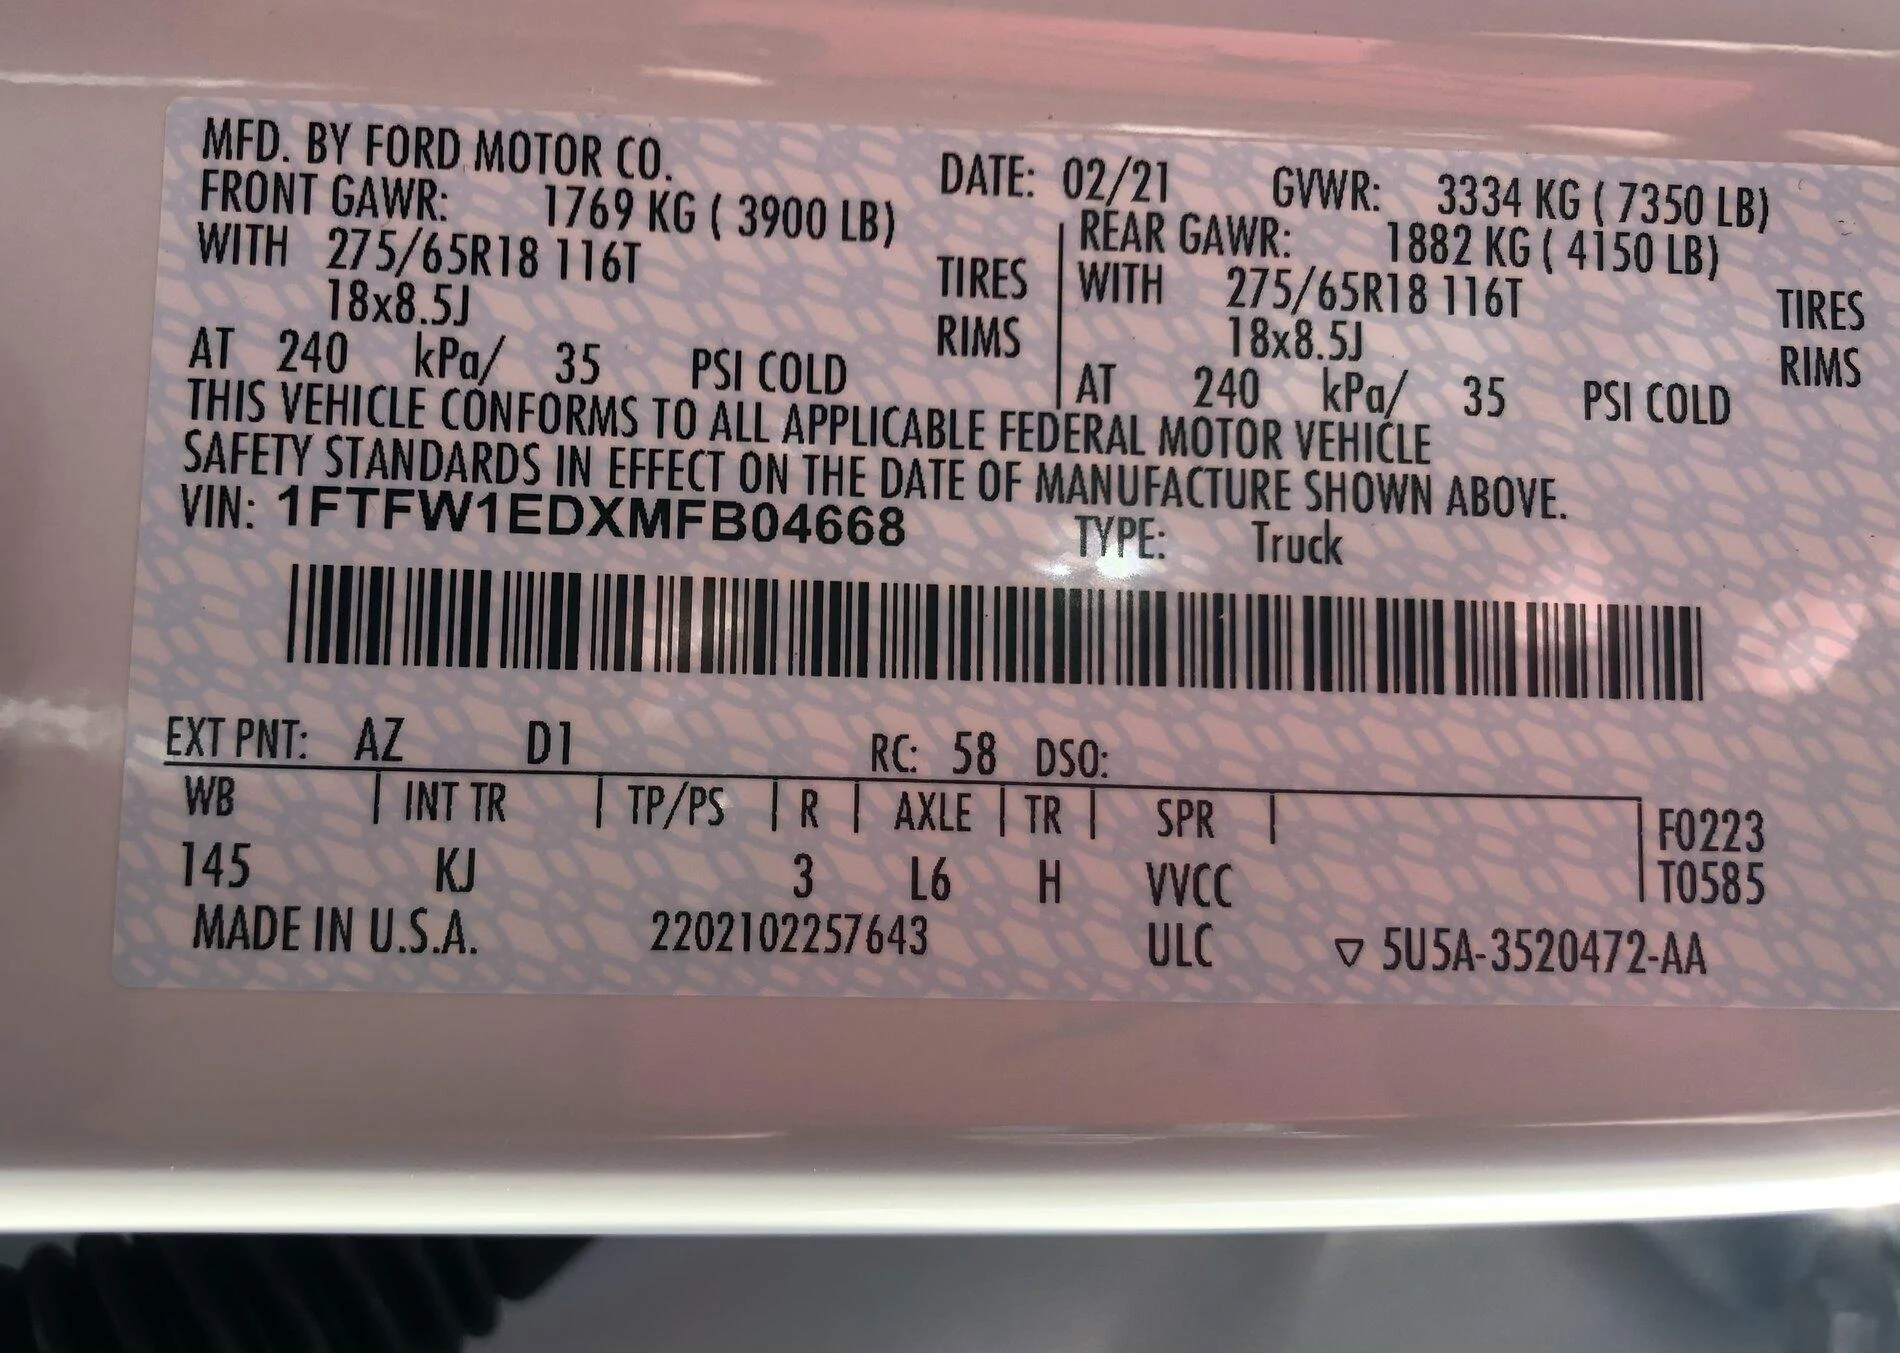 MFD. BY FORD MOTOR CO.
DATE: 02/21 GVWR: 3334 KG ( 7350 LB)
FRONT GAWR: 1769 KG ( 3900 LB)
WITH 275/65R18 116T TIRES
18x8.5J RIMS
AT 240 kPa/ 35 PSI COLD
REAR GAWR: 1882 KG ( 4150 LB)
WITH 275/65R18 116T TIRES
18x8.5J RIMS
AT 240 kPa/ 35 PSI COLD
THIS VEHICLE CONFORMS TO ALL APPLICABLE FEDERAL MOTOR VEHICLE
SAFETY STANDARDS IN EFFECT ON THE DATE OF MANUFACTURE SHOWN ABOVE.
VIN: 1FTFW1EDXMFB04668 TYPE: Truck
EXT PNT: AZ D1 RC: 58 DSO:
WB | INT TR | TP/PS | R | AXLE | TR | SPR | F0223
145 KJ 3 L6 H VVCC T0585
MADE IN U.S.A. 2202102257643 ULC ▽ 5U5A-3520472-AA